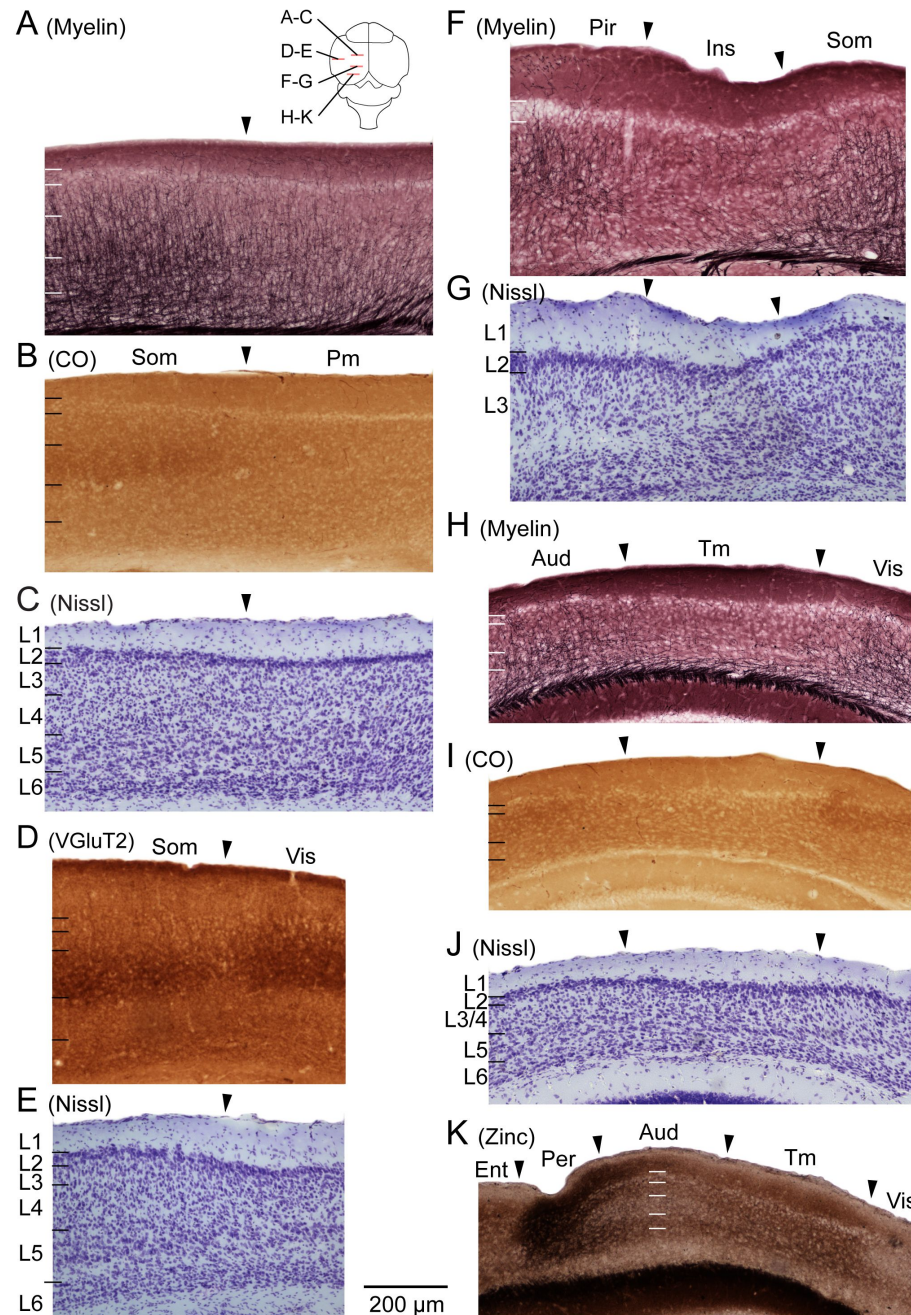 A (Myelin)
A-C
D-E
F-G
H-K
B (CO)
Som
Pm
C (Nissl)
L1
L2
L3
L4
L5
L6
D (VGluT2)
Som
Vis
E (Nissl)
L1
L2
L3
L4
L5
L6
200 µm
F (Myelin)
Pir
Ins
Som
G (Nissl)
L1
L2
L3
H (Myelin)
Aud
Tm
Vis
I (CO)
J (Nissl)
L1
L2
L3/4
L5
L6
K (Zinc)
Ent
Per
Aud
Tm
Vis